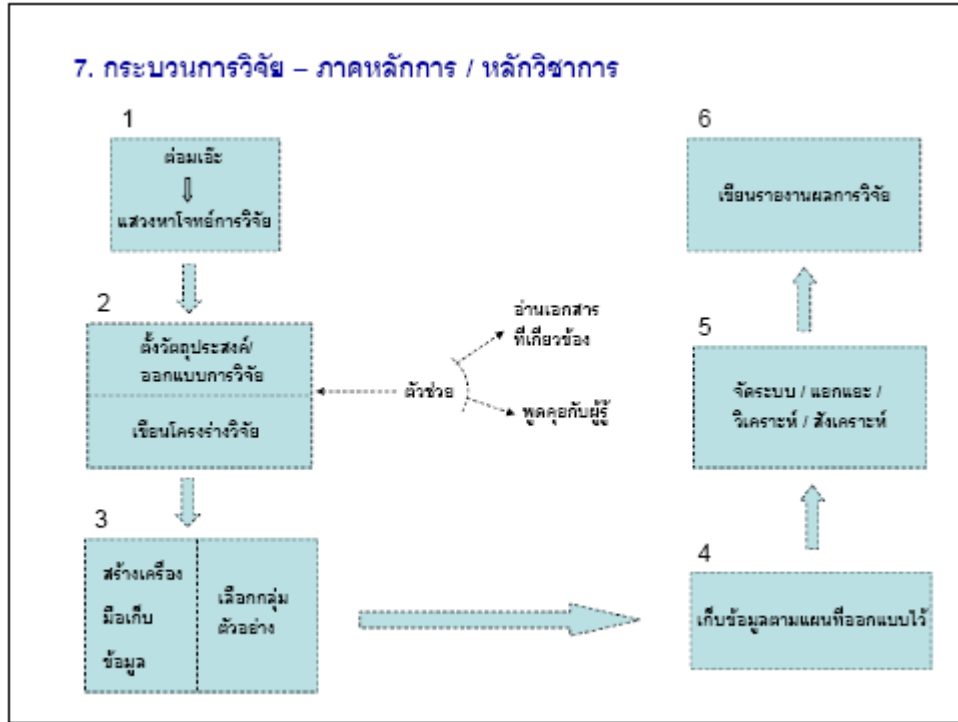 7. กระบวนการวิจัย – ภาคหลักการ / หลักวิชาการ
1
ต่อมเอ๊ะ
แสวงหาโจทย์การวิจัย
2
ตั้งวัตถุประสงค์/
ออกแบบการวิจัย
เขียนโครงร่างวิจัย
ตัวช่วย
อ่านเอกสาร
ที่เกี่ยวข้อง
พูดคุยกับผู้รู้
3
สร้างเครื่อง
มือเก็บ
ข้อมูล
เลือกกลุ่ม
ตัวอย่าง
4
เก็บข้อมูลตามแผนที่ออกแบบไว้
5
จัดระบบ / แยกแยะ /
วิเคราะห์ / สังเคราะห์
6
เขียนรายงานผลการวิจัย